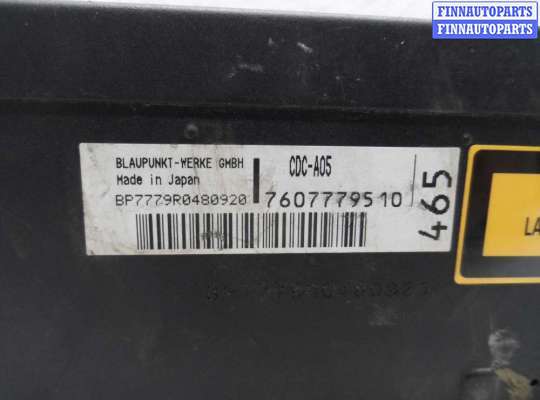 FINNAUTOPARTS
FINNAUTOPARTS
BLAUPUNKT-WERKE GMBH
CDC-A05
Made in Japan
BP7779R0480920
7607779510
465
LA